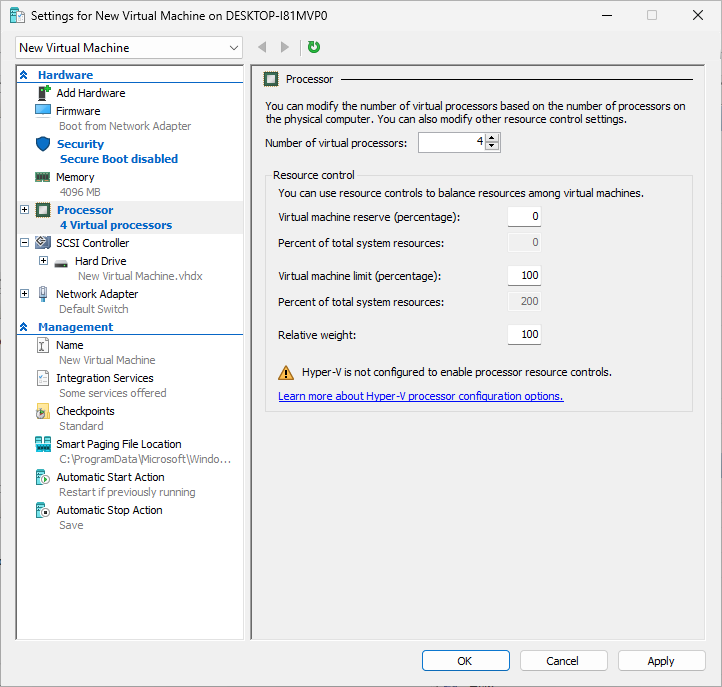 Settings for New Virtual Machine on DESKTOP-I81MVP0
New Virtual Machine
Hardware
Add Hardware
Firmware
Boot from Network Adapter
Security
Secure Boot disabled
Memory
4096 MB
Processor
4 Virtual processors
SCSI Controller
Hard Drive
New Virtual Machine.vhdx
Network Adapter
Default Switch
Management
Name
New Virtual Machine
Integration Services
Some services offered
Checkpoints
Standard
Smart Paging File Location
C:\ProgramData\Microsoft\Windo...
Automatic Start Action
Restart if previously running
Automatic Stop Action
Save
Processor
You can modify the number of virtual processors based on the number of processors on
the physical computer. You can also modify other resource control settings.
Number of virtual processors: 4
Resource control
You can use resource controls to balance resources among virtual machines.
Virtual machine reserve (percentage): 0
Percent of total system resources: 0
Virtual machine limit (percentage): 100
Percent of total system resources: 200
Relative weight: 100
Hyper-V is not configured to enable processor resource controls.
Learn more about Hyper-V processor configuration options.
OK Cancel Apply